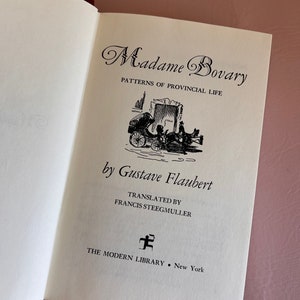 Madame Bovary
PATTERNS OF PROVINCIAL LIFE
by Gustave Flaubert
TRANSLATED BY
FRANCIS STEEGMULLER
THE MODERN LIBRARY • New York